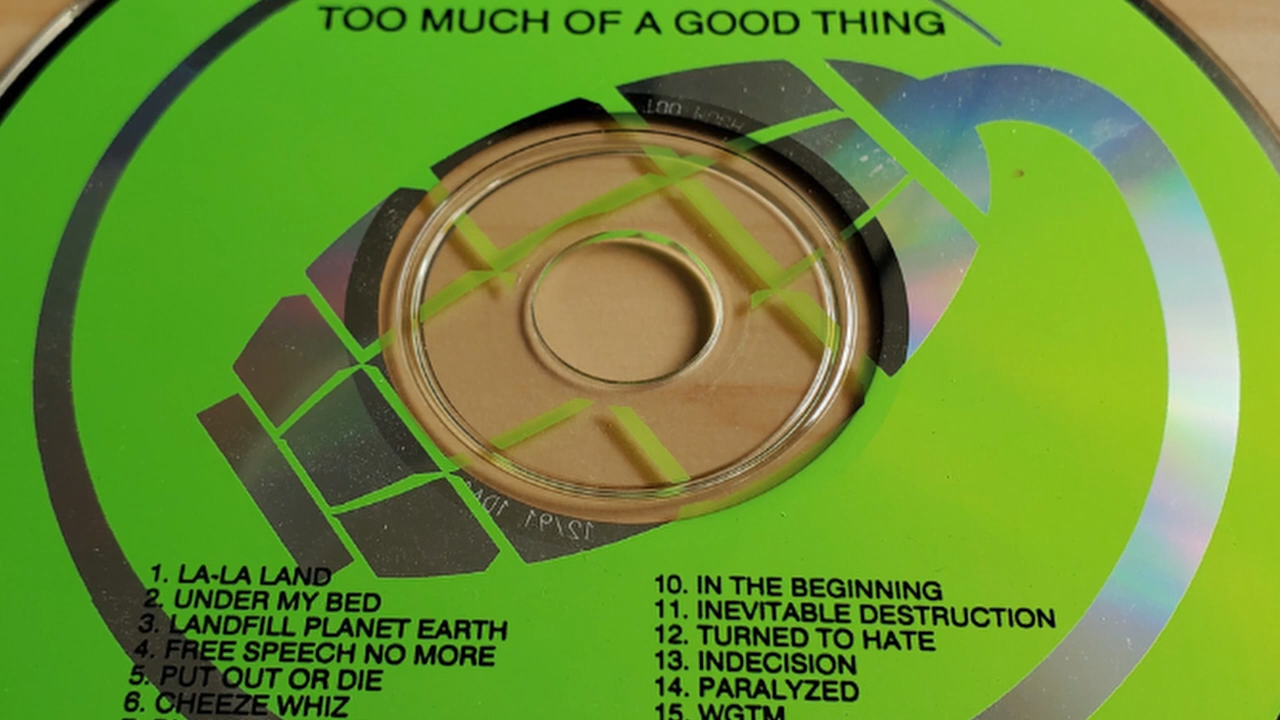 TOO MUCH OF A GOOD THING
1. LA-LA LAND
2. UNDER MY BED
3. LANDFILL PLANET EARTH
4. FREE SPEECH NO MORE
5. PUT OUT OR DIE
6. CHEEZE WHIZ
10. IN THE BEGINNING
11. INEVITABLE DESTRUCTION
12. TURNED TO HATE
13. INDECISION
14. PARALYZED
15. WGTM